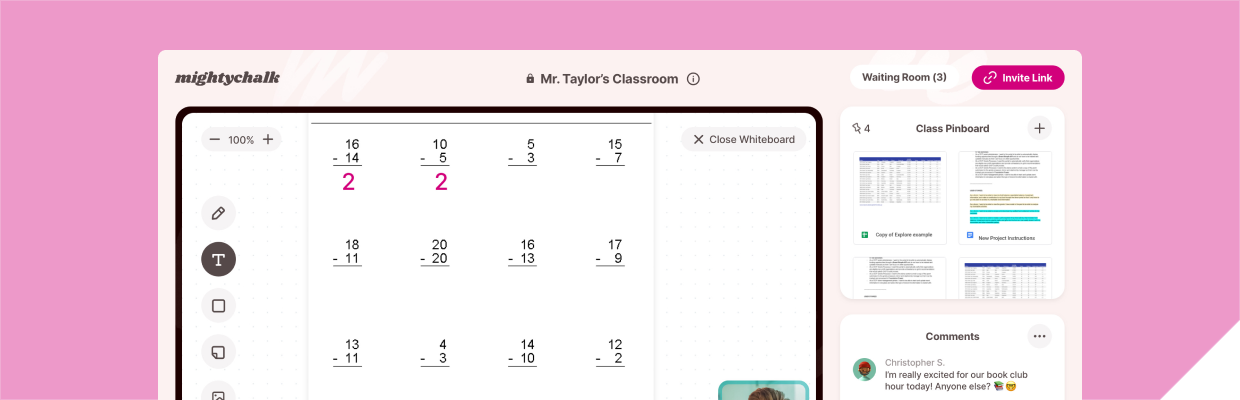 mightychalk
Mr. Taylor's Classroom
Waiting Room (3)
Invite Link
100%
Close Whiteboard
16 10 5 15
- 14 - 5 - 3 - 7
2 2
18 20 16 17
- 11 - 20 - 13 - 9
13 4 14 12
- 11 - 3 - 10 - 2
4
Class Pinboard
Copy of Explore example
New Project Instructions
Comments
Christopher S.
I'm really excited for our book club
hour today! Anyone else? 📚 🤓